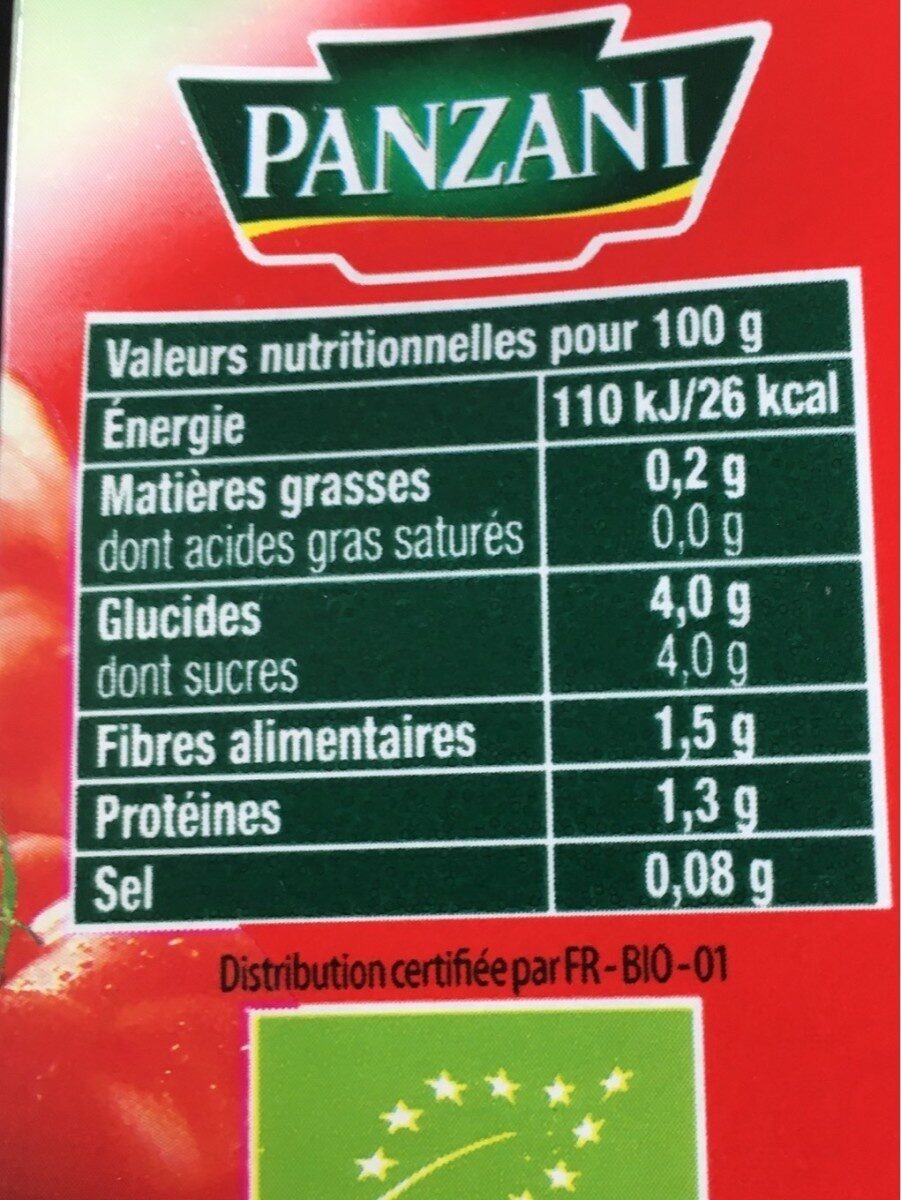 PANZANI
Valeurs nutritionnelles pour 100 g
Énergie 110 kJ/26 kcal
Matières grasses 0,2 g
dont acides gras saturés 0,0 g
Glucides 4,0 g
dont sucres 4,0 g
Fibres alimentaires 1,5 g
Protéines 1,3 g
Sel 0,08 g
Distribution certifiée par FR-BIO-01